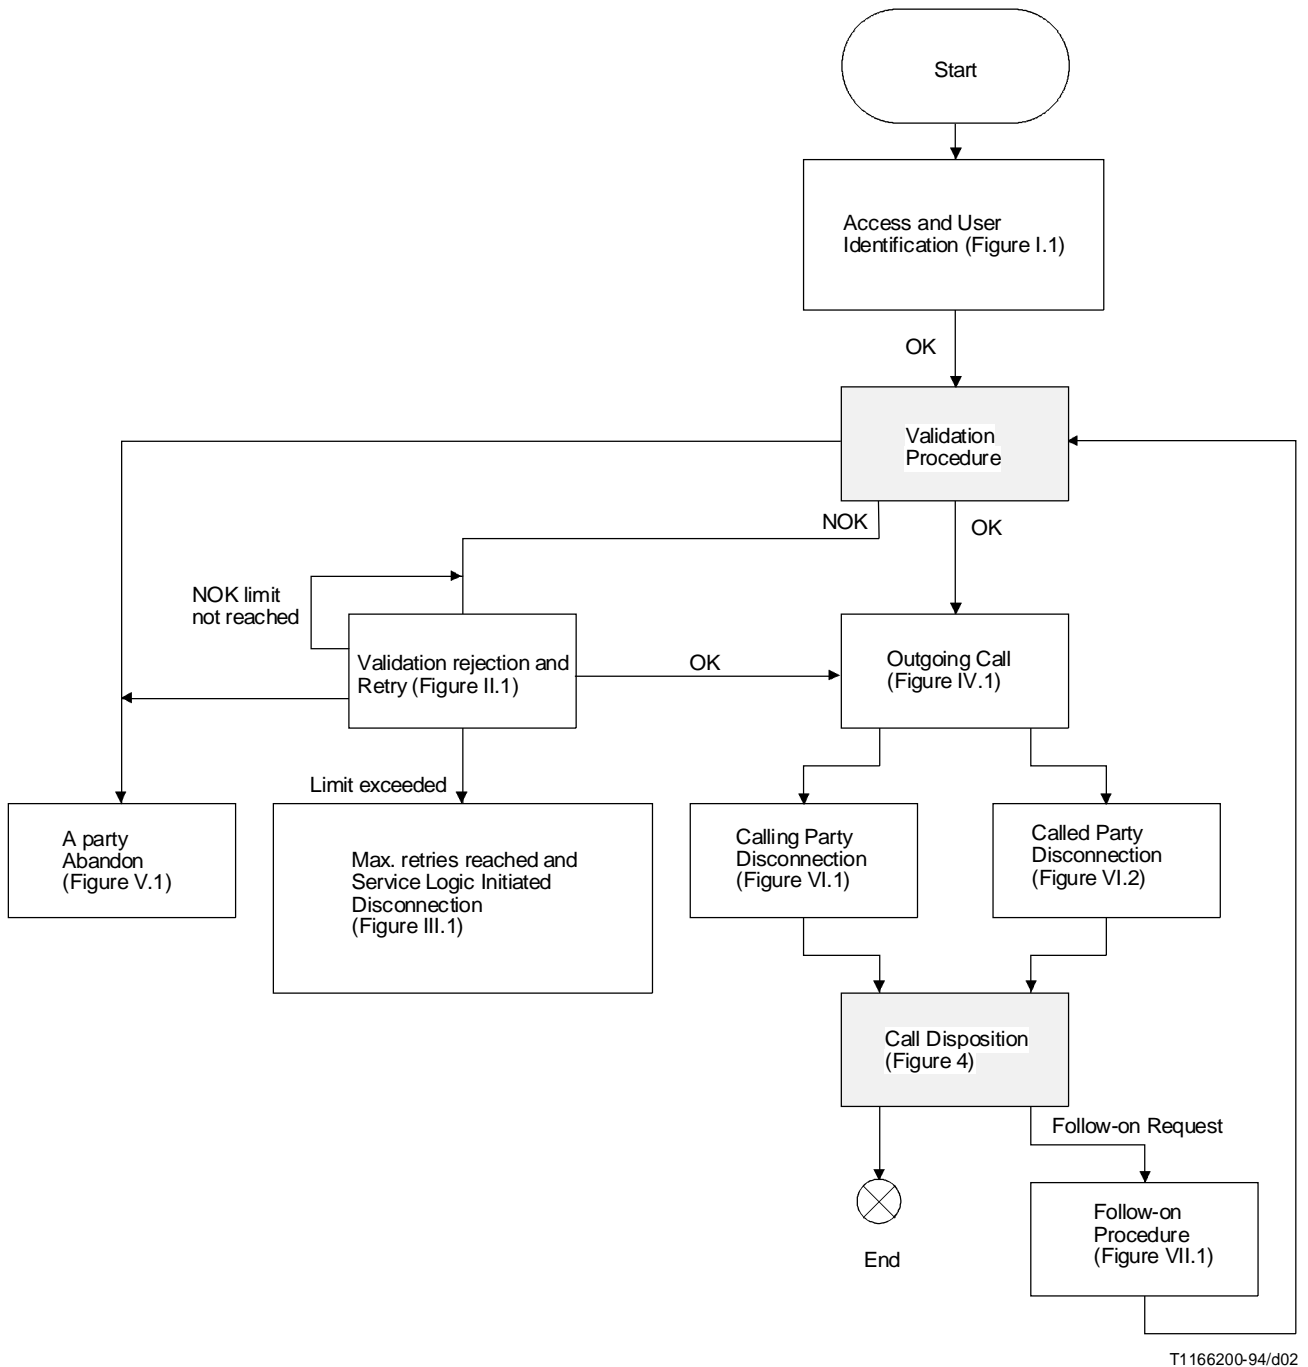 Start
Access and User
Identification (Figure I.1)
OK
Validation
Procedure
NOK
OK
NOK limit
not reached
Validation rejection and
Retry (Figure II.1)
OK
Outgoing Call
(Figure IV.1)
Limit exceeded
A party
Abandon
(Figure V.1)
Max. retries reached and
Service Logic Initiated
Disconnection
(Figure III.1)
Calling Party
Disconnection
(Figure VI.1)
Called Party
Disconnection
(Figure VI.2)
Call Disposition
(Figure 4)
Follow-on Request
End
Follow-on
Procedure
(Figure VII.1)
T1166200-94/d02